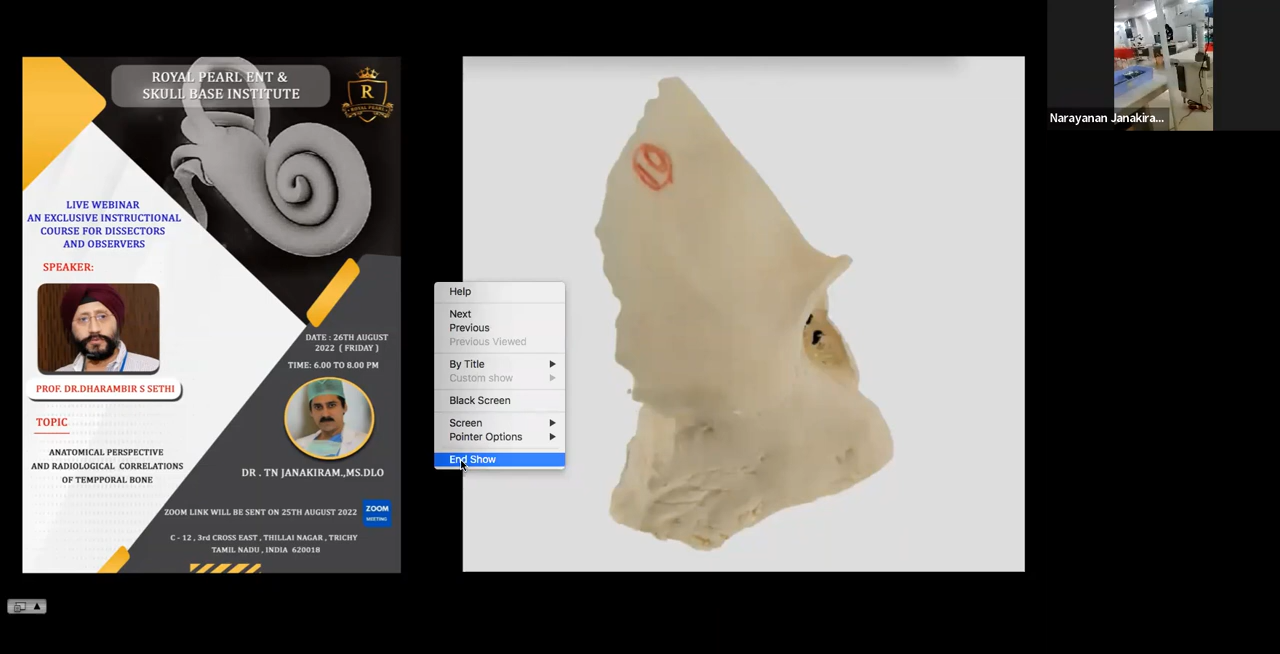 ROYAL PEARL ENT &
SKULL BASE INSTITUTE
R
ROYAL PEARL
LIVE WEBINAR
AN EXCLUSIVE INSTRUCTIONAL
COURSE FOR DISSECTORS
AND OBSERVERS
SPEAKER:
PROF. DR.DHARAMBIR S SETHI
TOPIC
ANATOMICAL PERSPECTIVE
AND RADIOLOGICAL CORRELATIONS
OF TEMPPORAL BONE
DATE : 26TH AUGUST
2022 ( FRIDAY )
TIME: 6.00 TO 8.00 PM
DR . TN JANAKIRAM.,MS.DLO
ZOOM LINK WILL BE SENT ON 25TH AUGUST 2022
ZOOM
MEETING
C - 12 , 3rd CROSS EAST , THILLAI NAGAR , TRICHY
TAMIL NADU , INDIA 620018
Help
Next
Previous
Previous Viewed
By Title
Custom show
Black Screen
Screen
Pointer Options
End Show
10
Narayanan Janakira...